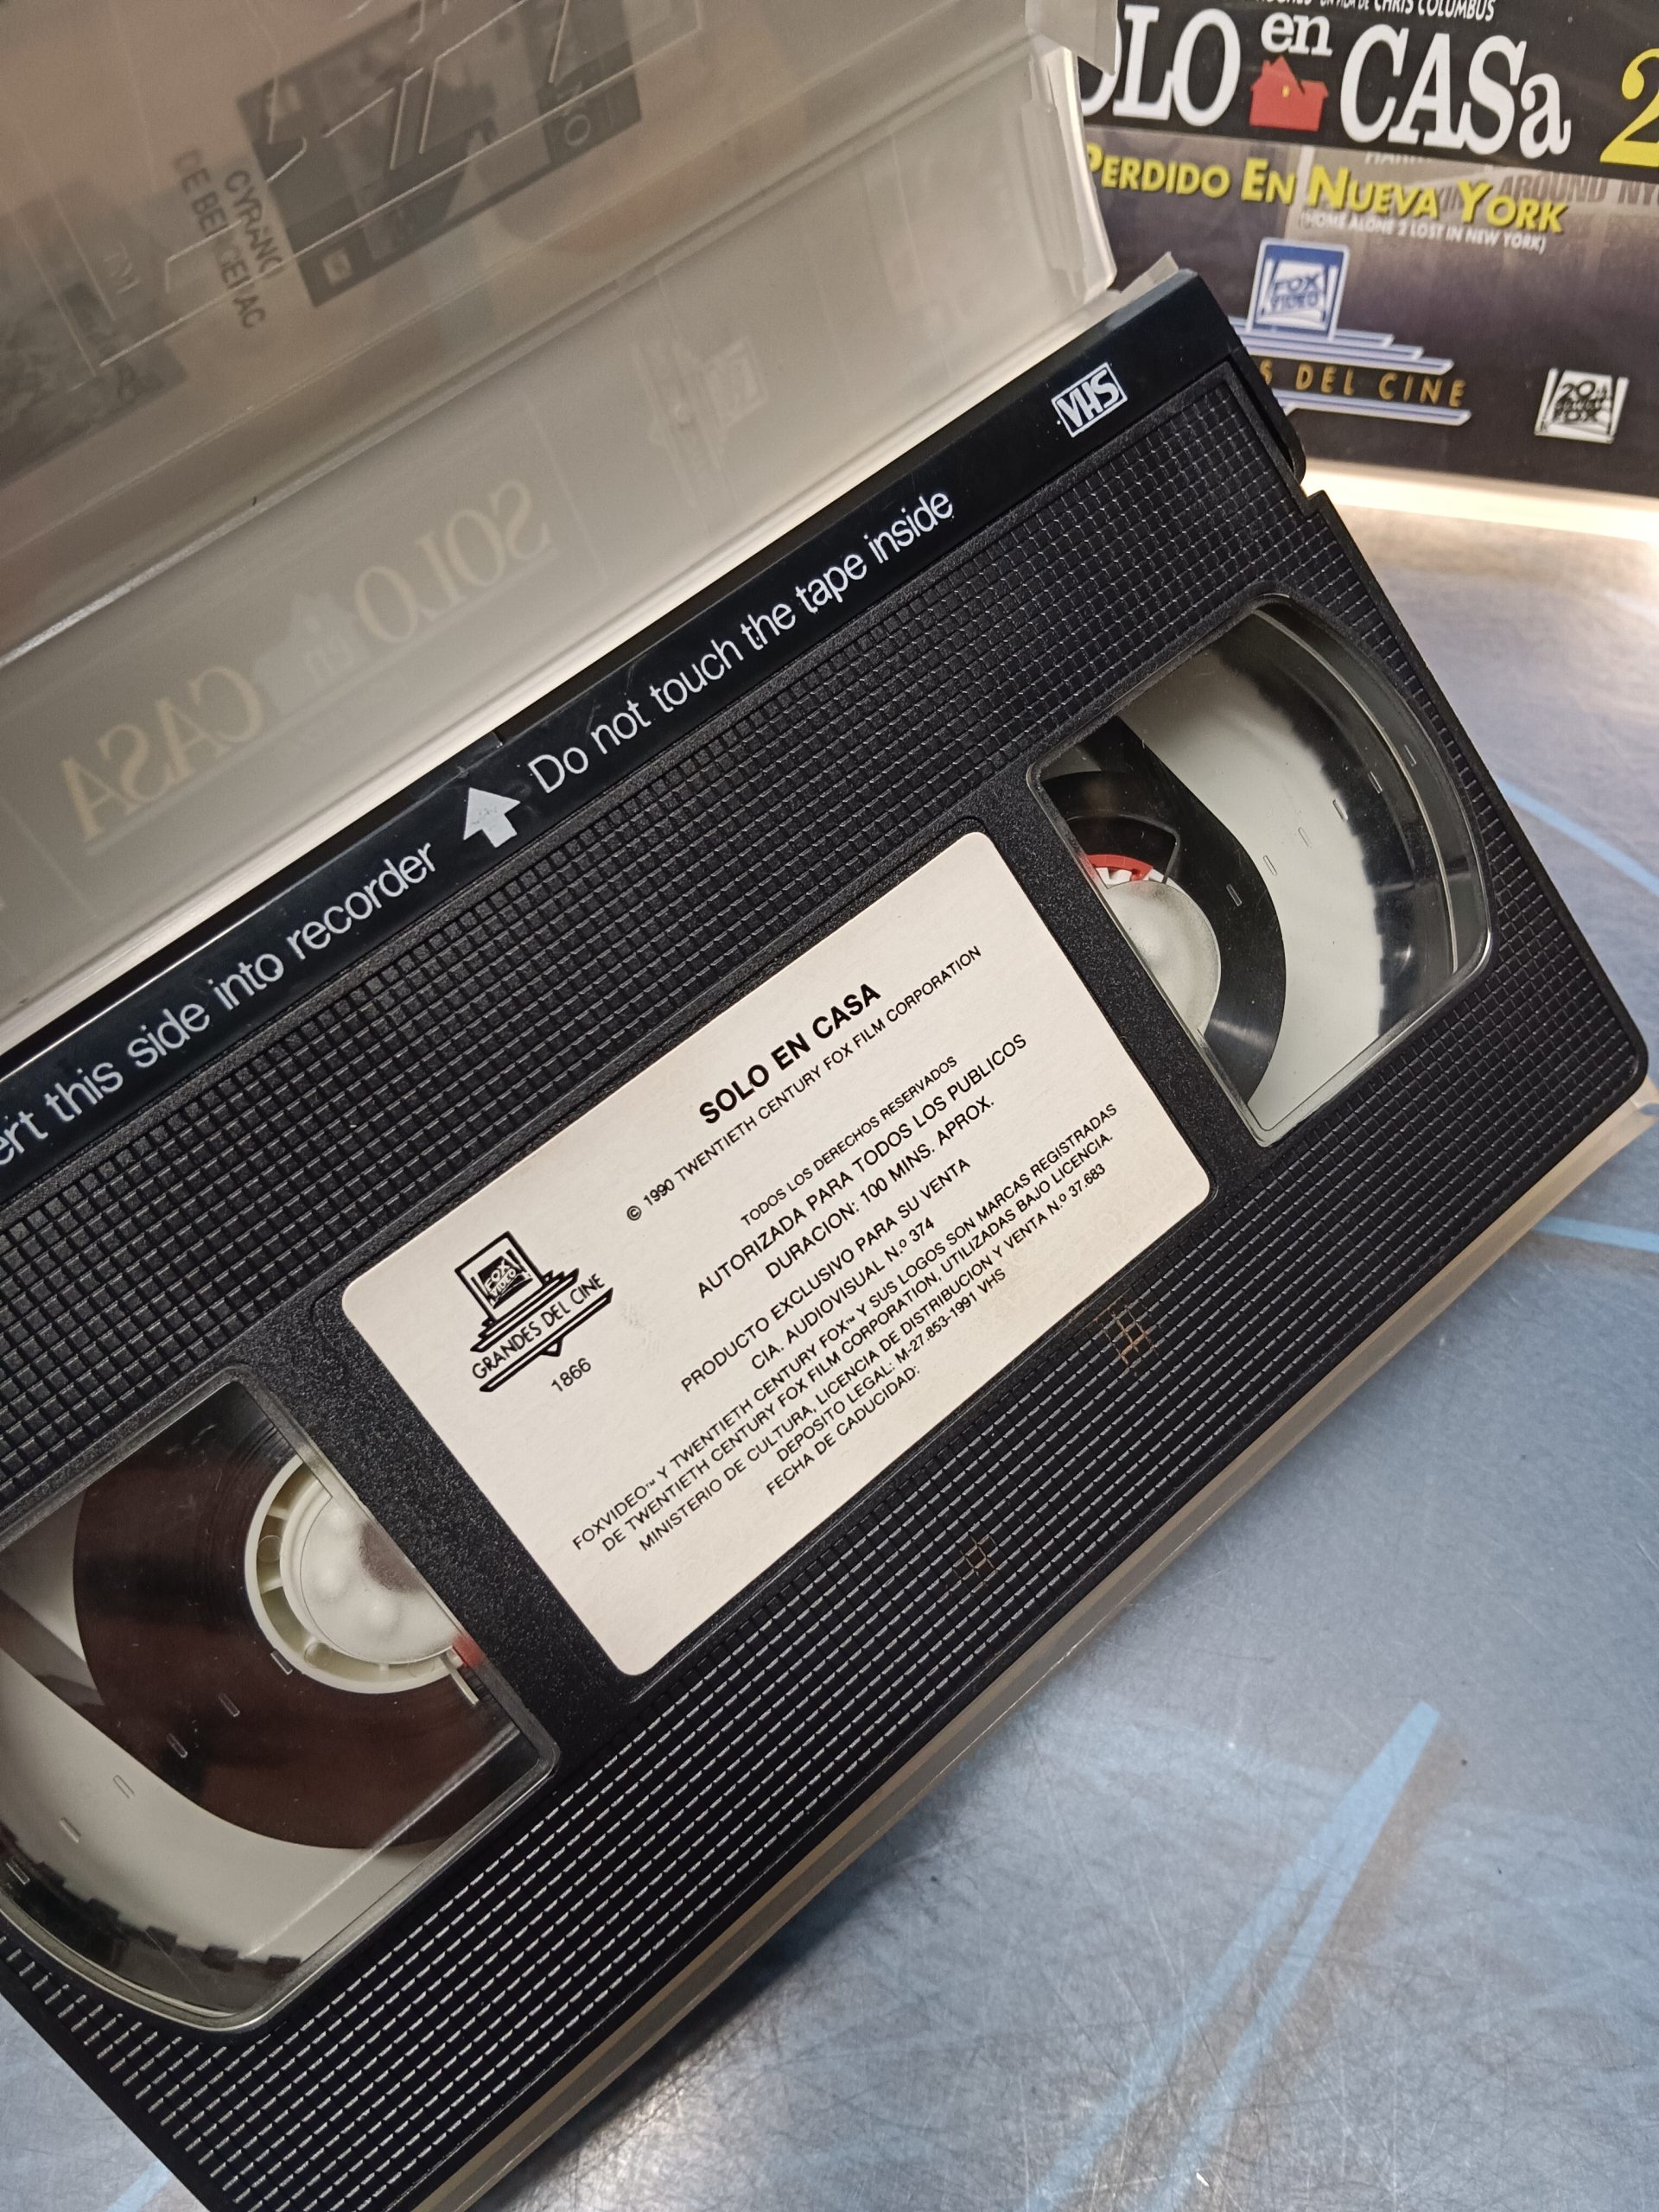 CYRANO
DE BERGERAC
SOLO
en
CASA
CHRIS COLUMBUS
OLO en CASa 2
PERDIDO EN NUEVA YORK
(HOME ALONE 2 LOST IN NEW YORK)
AROUND
FOX
VIDEO
S DEL CINE
20th
CENTURY
FOX
VHS
ert this side into recorder Do not touch the tape inside
SOLO EN CASA
© 1990 TWENTIETH CENTURY FOX FILM CORPORATION
TODOS LOS DERECHOS RESERVADOS
AUTORIZADA PARA TODOS LOS PUBLICOS
DURACION: 100 MINS. APROX.
PRODUCTO EXCLUSIVO PARA SU VENTA
CIA. AUDIOVISUAL N.º 374
FOXVIDEO™ Y TWENTIETH CENTURY FOX™ Y SUS LOGOS SON MARCAS REGISTRADAS
DE TWENTIETH CENTURY FOX FILM CORPORATION, UTILIZADAS BAJO LICENCIA.
MINISTERIO DE CULTURA, LICENCIA DE DISTRIBUCION Y VENTA N.º 37.683
DEPOSITO LEGAL: M-27.853-1991 VHS
FECHA DE CADUCIDAD:
FOX
VIDEO
GRANDES DEL CINE
1866